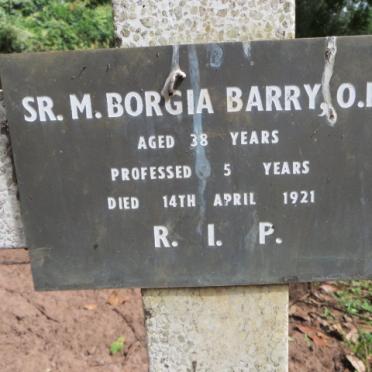 SR. M. BORGIA BARRY, O.
AGED 38 YEARS
PROFESSED 5 YEARS
DIED 14TH APRIL 1921
R. I. P.